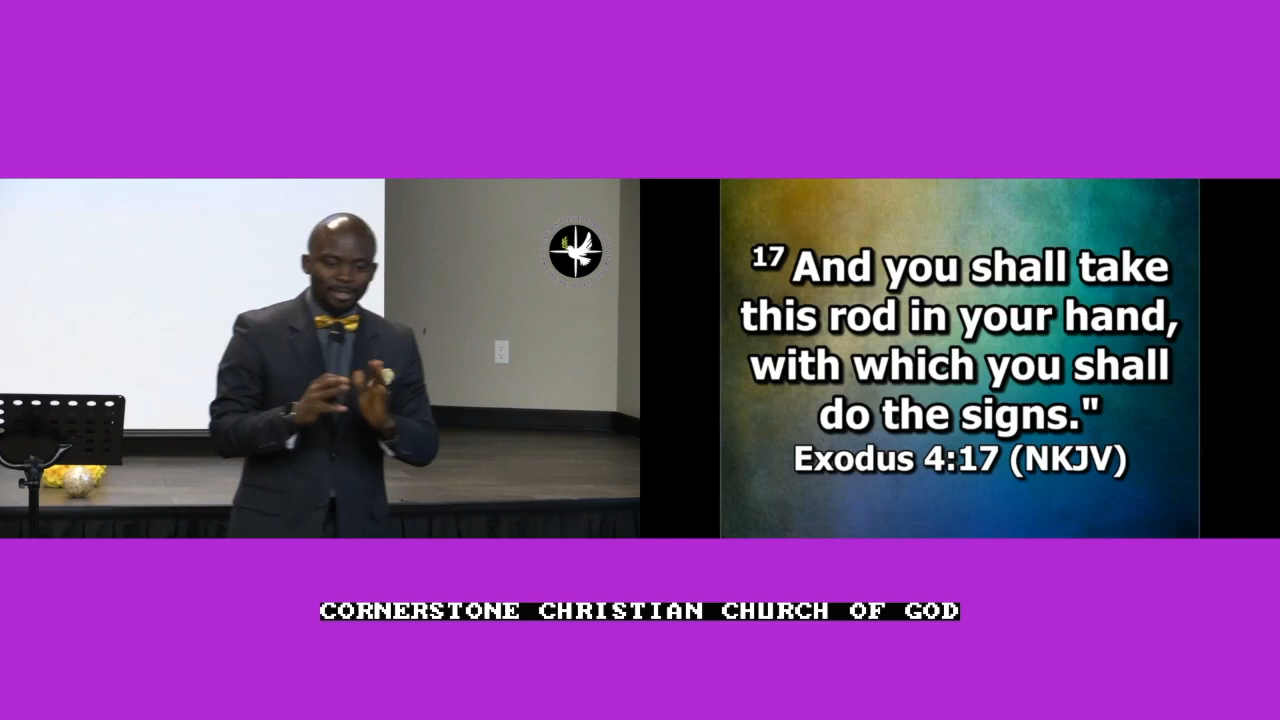 17 And you shall take
this rod in your hand,
with which you shall
do the signs."
Exodus 4:17 (NKJV)
CORNERSTONE CHRISTIAN CHURCH OF GOD